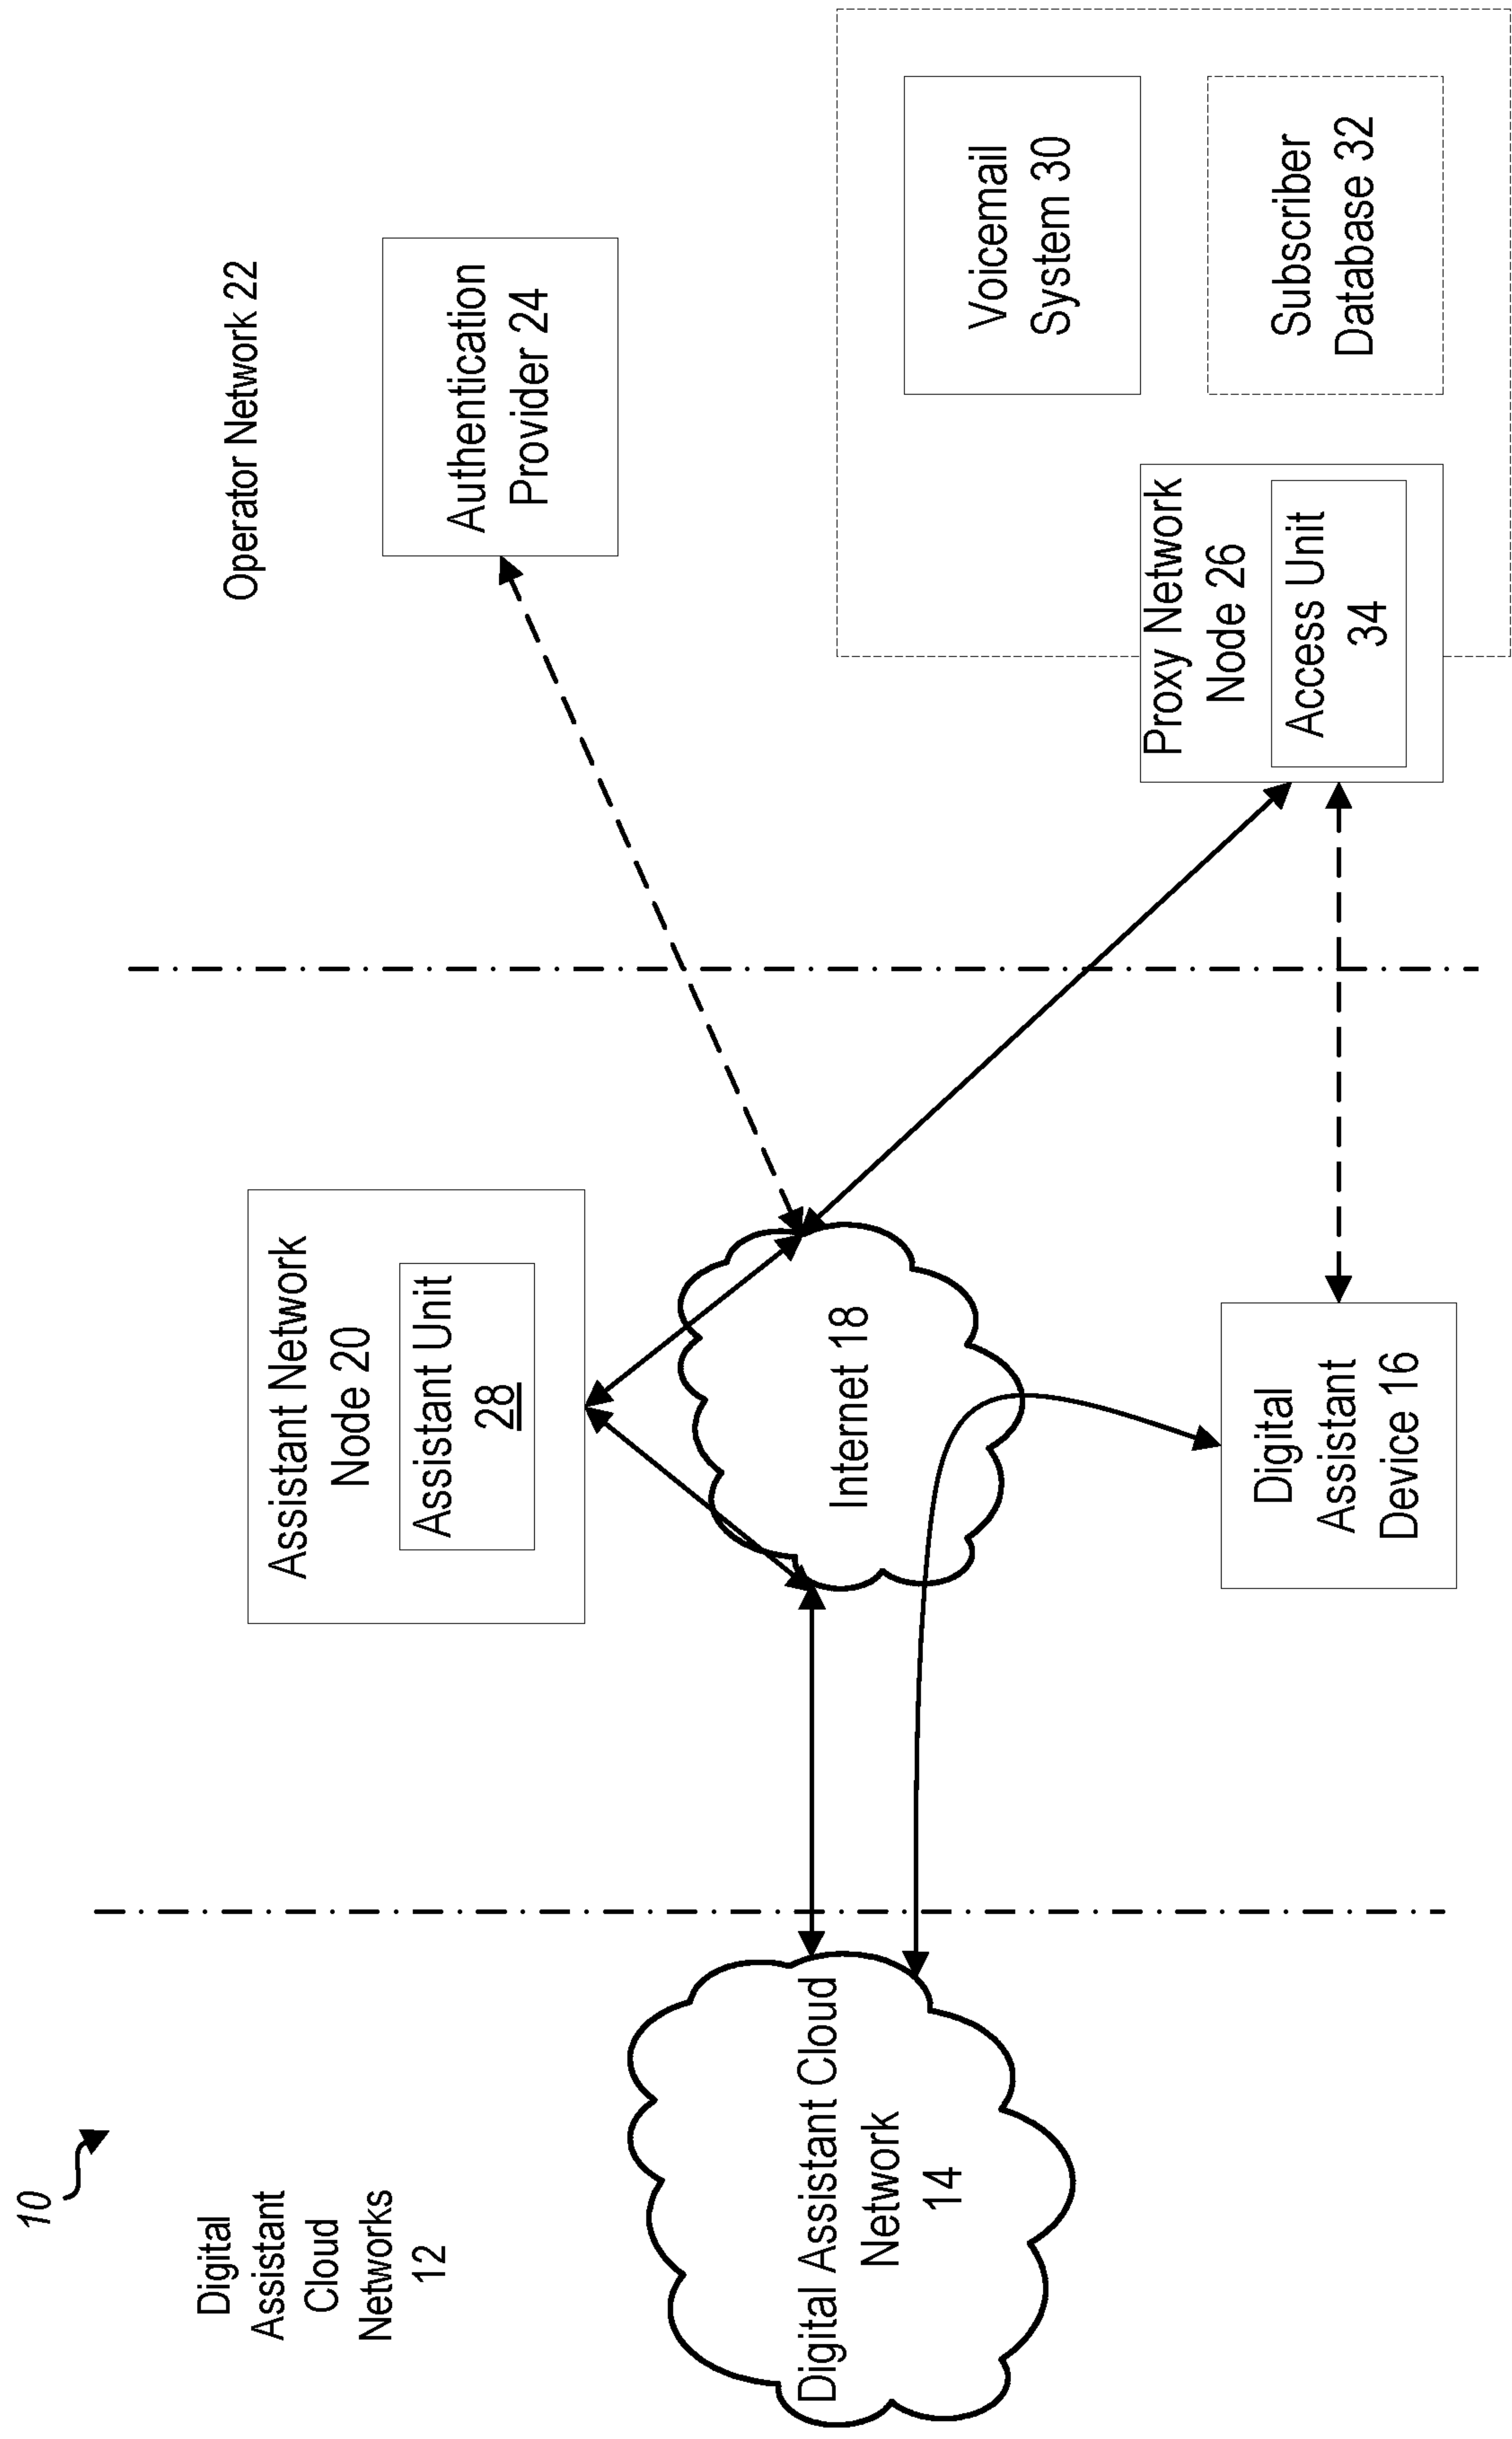 10
Digital
Assistant
Cloud
Networks
12
Digital Assistant Cloud
Network
14
Assistant Network
Node 20
Assistant Unit
28
Internet 18
Digital
Assistant
Device 16
Operator Network 22
Authentication
Provider 24
Proxy Network
Node 26
Access Unit
34
Voicemail
System 30
Subscriber
Database 32